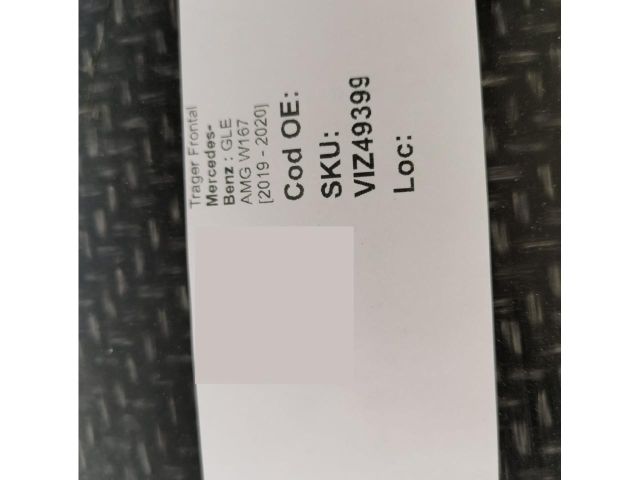 Trager Frontal
Mercedes-
Benz : GLE
AMG W167
[2019 - 2020]
Cod OE:
SKU:
VIZ49399
Loc: